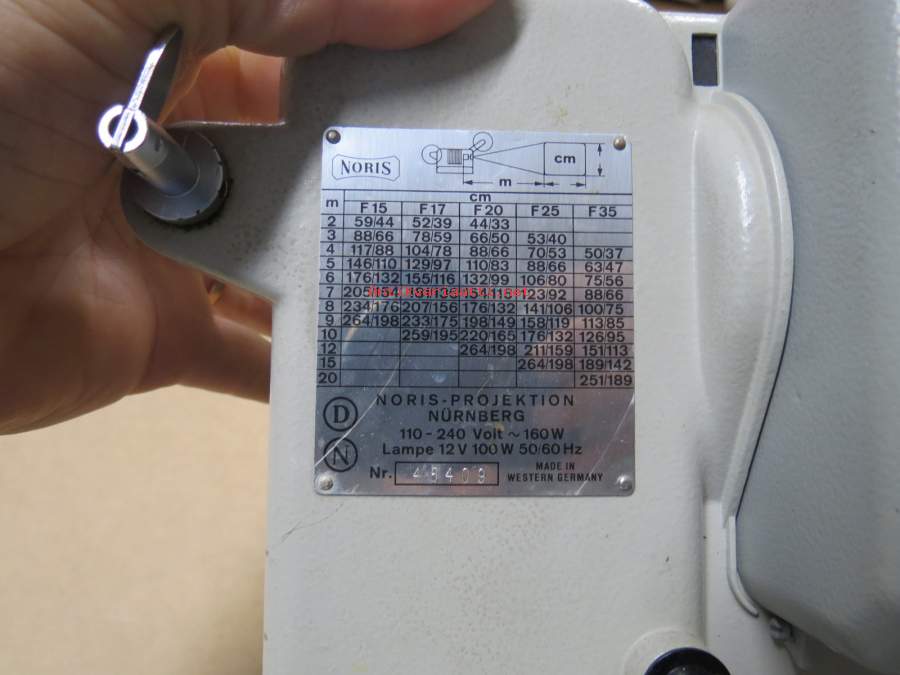 NORIS
cm
m
cm
m F15 F17 F20 F25 F35
2 59/44 52/39 44/33
3 88/66 78/59 66/50 53/40
4 117/88 104/78 88/66 70/53 50/37
5 146/110 129/97 110/83 88/66 63/47
6 176/132 155/116 132/99 106/80 75/56
7 88/66
8 234/176 207/156 176/132 141/106 100/75
9 264/198 233/175 198/149 158/119 113/85
10 259/195 220/165 176/132 126/95
12 264/198 211/159 151/113
15 264/198 189/142
20 251/189
NORIS-PROJEKTION
D NÜRNBERG
110-240 Volt ~ 160W
N Lampe 12V 100W 50/60 Hz
Nr. 45409 MADE IN
WESTERN GERMANY